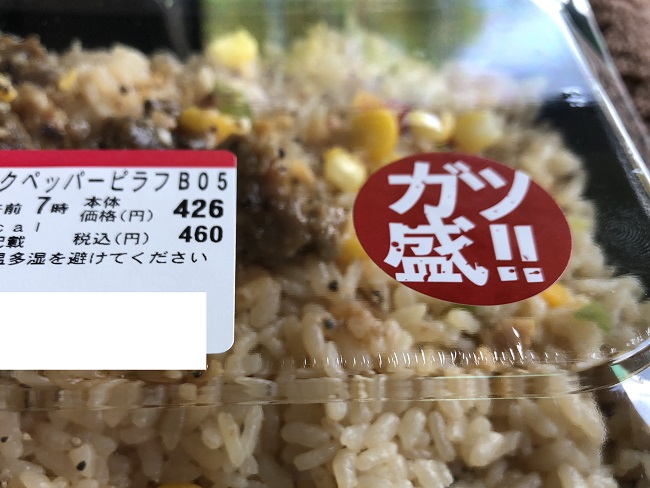 クペッパーピラフB05
午前 7時 本体
価格(円) 426
cal
記載 税込(円) 460
温多湿を避けてください
ガツ
盛!!